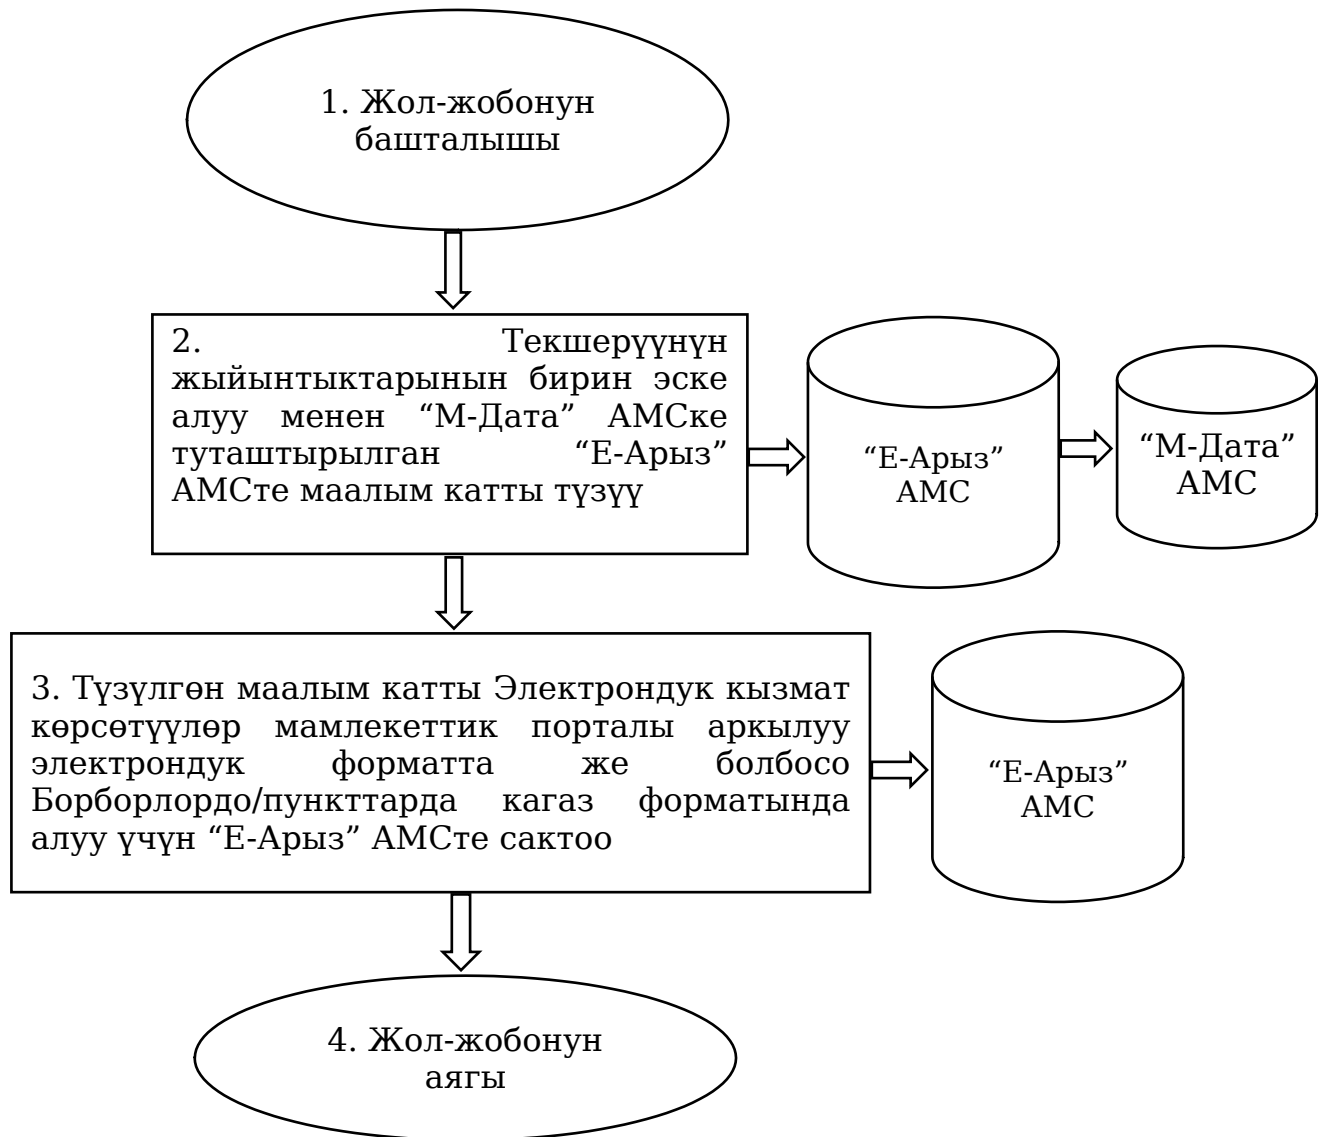 1. Жол-жобонун
башталышы
2. Текшерүүнүн
жыйынтыктарынын бирин эске
алуу менен “М-Дата” АМСке
туташтырылган “Е-Арыз”
АМСте маалым катты түзүү
“Е-Арыз”
АМС
“М-Дата”
АМС
3. Түзүлгөн маалым катты Электрондук кызмат
көрсөтүүлөр мамлекеттик порталы аркылуу
электрондук форматта же болбосо
Борборлордо/пункттарда кагаз форматында
алуу үчүн “Е-Арыз” АМСте сактоо
“Е-Арыз”
АМС
4. Жол-жобонун
аягы